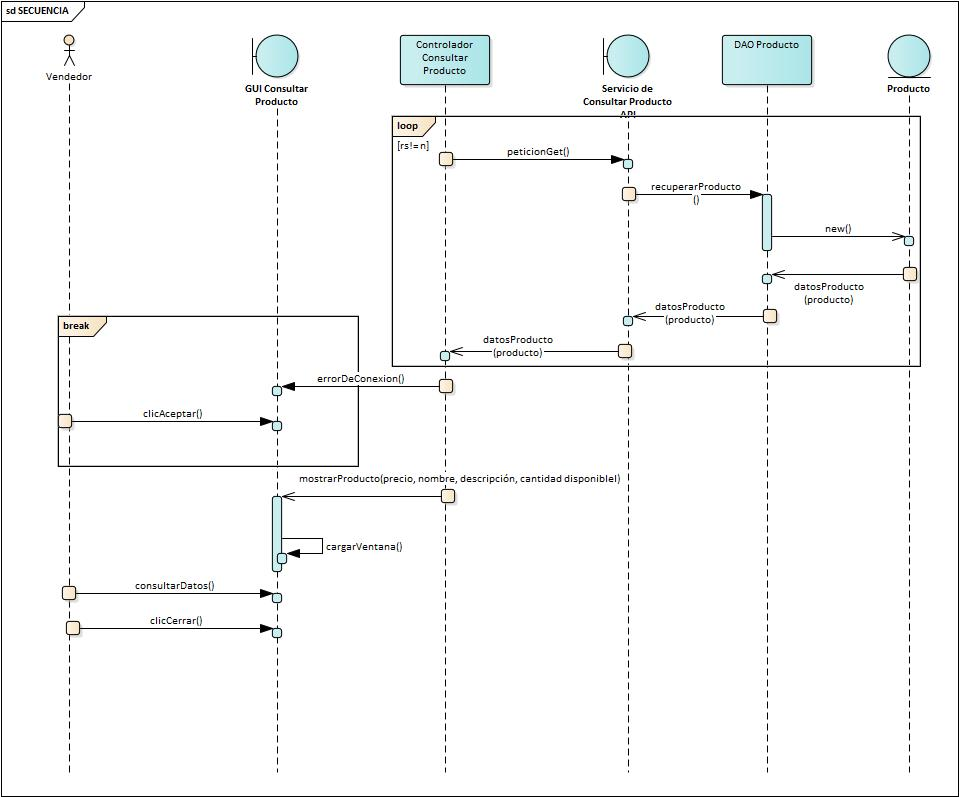 sd SECUENCIA
Vendedor
GUI Consultar
Producto
Controlador
Consultar
Producto
Servicio de
Consultar Producto
API
DAO Producto
Producto
loop
[rs!=n]
peticionGet()
recuperarProducto
()
new()
datosProducto
(producto)
datosProducto
(producto)
datosProducto
(producto)
break
errorDeConexion()
clicAceptar()
mostrarProducto(precio, nombre, descripción, cantidad disponiblel)
cargarVentana()
consultarDatos()
clicCerrar()